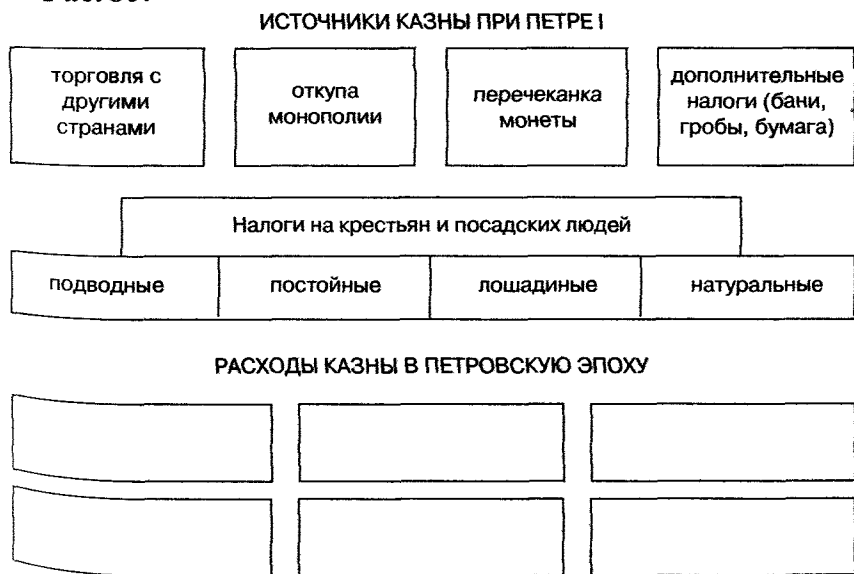 ИСТОЧНИКИ КАЗНЫ ПРИ ПЕТРЕ I
торговля с
другими
странами
откупа
монополии
перечеканка
монеты
дополнительные
налоги (бани,
гробы, бумага)
Налоги на крестьян и посадских людей
подводные
постойные
лошадиные
натуральные
РАСХОДЫ КАЗНЫ В ПЕТРОВСКУЮ ЭПОХУ